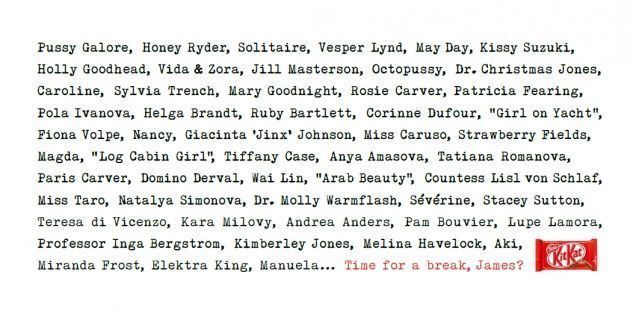 Pussy Galore, Honey Ryder, Solitaire, Vesper Lynd, May Day, Kissy Suzuki,
Holly Goodhead, Vida & Zora, Jill Masterson, Octopussy, Dr. Christmas Jones,
Caroline, Sylvia Trench, Mary Goodnight, Rosie Carver, Patricia Fearing,
Pola Ivanova, Helga Brandt, Ruby Bartlett, Corinne Dufour, "Girl on Yacht",
Fiona Volpe, Nancy, Giacinta 'Jinx' Johnson, Miss Caruso, Strawberry Fields,
Magda, "Log Cabin Girl", Tiffany Case, Anya Amasova, Tatiana Romanova,
Paris Carver, Domino Derval, Wai Lin, "Arab Beauty", Countess Lisl von Schlaf,
Miss Taro, Natalya Simonova, Dr. Molly Warmflash, Sévérine, Stacey Sutton,
Teresa di Vicenzo, Kara Milovy, Andrea Anders, Pam Bouvier, Lupe Lamora,
Professor Inga Bergstrom, Kimberley Jones, Melina Havelock, Aki,
Miranda Frost, Elektra King, Manuela... Time for a break, James?
KitKat